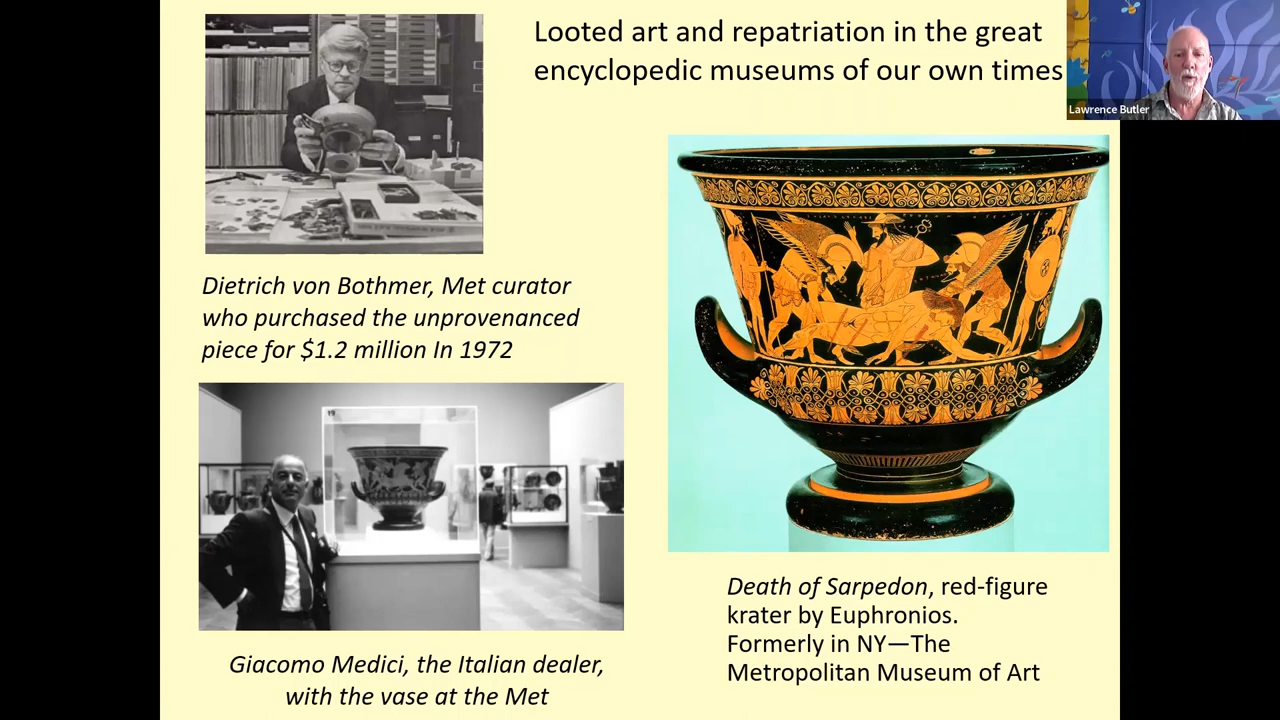 Looted art and repatriation in the great
encyclopedic museums of our own times
Lawrence Butler
Dietrich von Bothmer, Met curator
who purchased the unprovenanced
piece for $1.2 million In 1972
Giacomo Medici, the Italian dealer,
with the vase at the Met
Death of Sarpedon, red-figure
krater by Euphronios.
Formerly in NY—The
Metropolitan Museum of Art